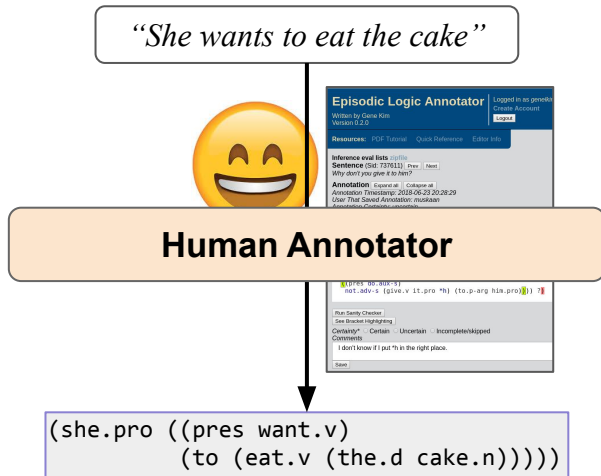 “She wants to eat the cake”
Episodic Logic Annotator
Written by Gene Kim
Version 0.2.0
Logged in as
Create Account
Logout
Resources: PDF Tutorial Quick Reference Editor Info
Inference eval lists zipfile
Sentence (Sid: 737611) Prev Next
Why don't you give it to him?
Annotation Expand all Collapse all
Annotation Timestamp: 2018-06-23 20:28:29
User That Saved Annotation: muskaan
Annotation Certainty: uncertain
Human Annotator
((pres do.aux-s)
not.adv-s (give.v it.pro *h) (to.p-arg him.pro)))) ?)
Run Sanity Checker
See Bracket Highlighting
Certainty* Certain Uncertain Incomplete/skipped
Comments
I don't know if I put *h in the right place.
Save
(she.pro ((pres want.v)
(to (eat.v (the.d cake.n)))))